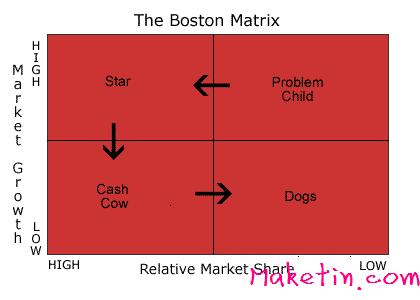 The Boston Matrix
HIGH
Market Growth
LOW
Star
Problem
Child
Cash
Cow
Dogs
HIGH
Relative Market Share
LOW
Maketin.com